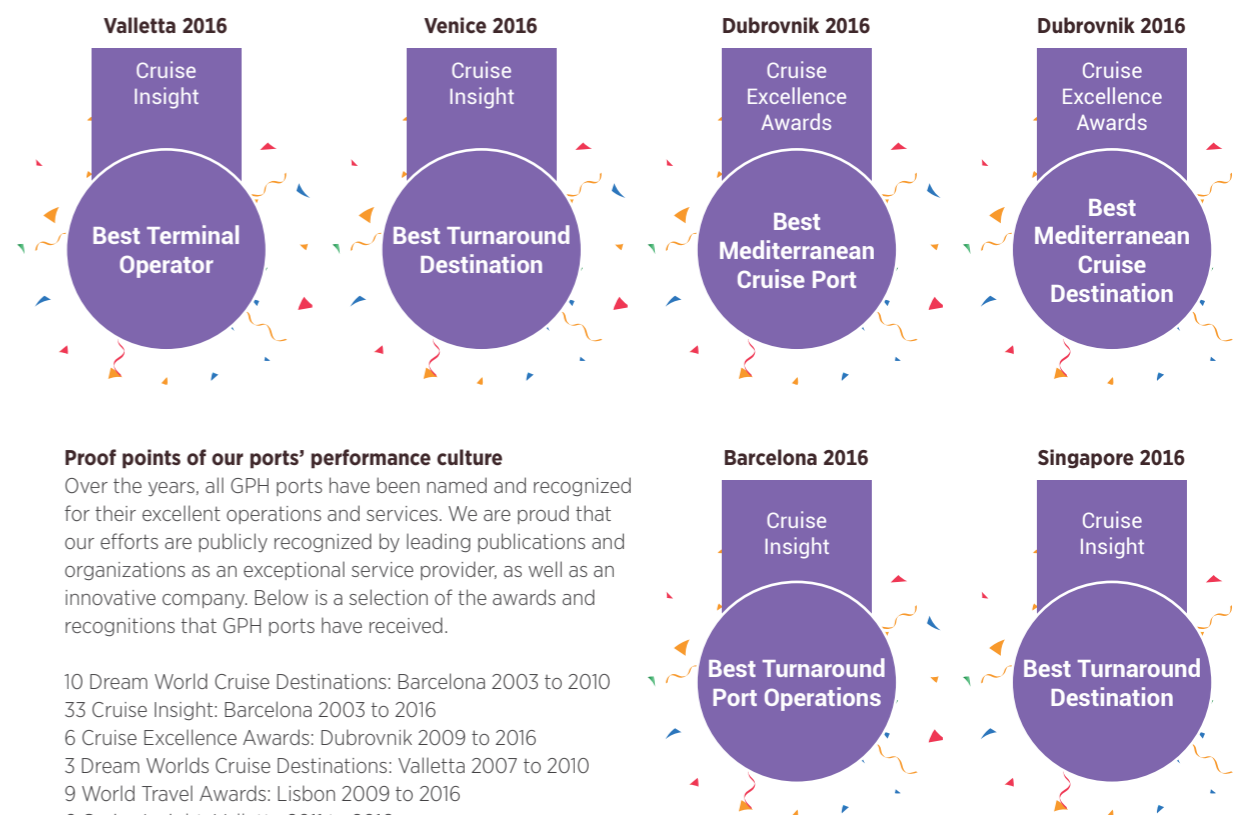 Valletta 2016
Cruise
Insight
Best Terminal
Operator
Venice 2016
Cruise
Insight
Best Turnaround
Destination
Dubrovnik 2016
Cruise
Excellence
Awards
Best
Mediterranean
Cruise Port
Dubrovnik 2016
Cruise
Excellence
Awards
Best
Mediterranean
Cruise
Destination
Proof points of our ports’ performance culture
Over the years, all GPH ports have been named and recognized
for their excellent operations and services. We are proud that
our efforts are publicly recognized by leading publications and
organizations as an exceptional service provider, as well as an
innovative company. Below is a selection of the awards and
recognitions that GPH ports have received.
10 Dream World Cruise Destinations: Barcelona 2003 to 2010
33 Cruise Insight: Barcelona 2003 to 2016
6 Cruise Excellence Awards: Dubrovnik 2009 to 2016
3 Dream Worlds Cruise Destinations: Valletta 2007 to 2010
9 World Travel Awards: Lisbon 2009 to 2016
Barcelona 2016
Cruise
Insight
Best Turnaround
Port Operations
Singapore 2016
Cruise
Insight
Best Turnaround
Destination